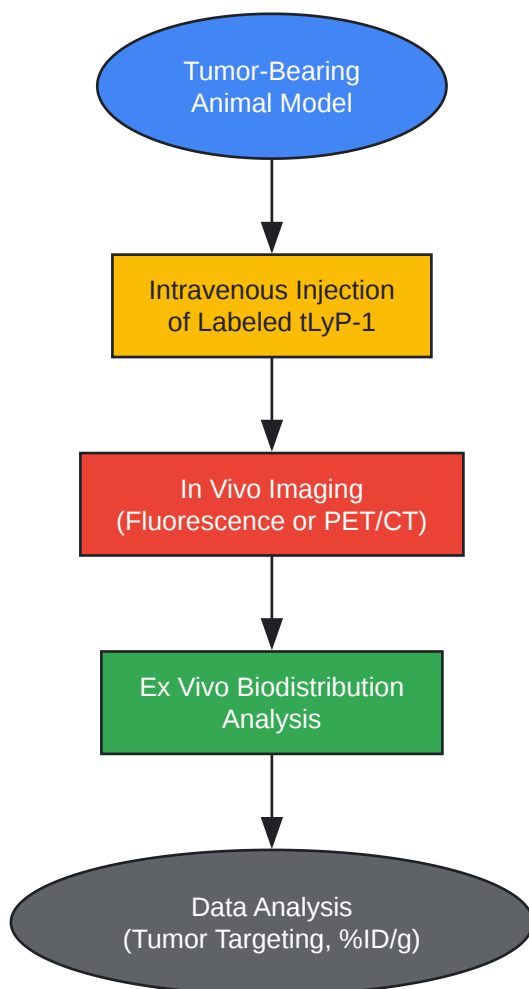 Tumor-Bearing
Animal Model
Intravenous Injection
of Labeled tLyP-1
In Vivo Imaging
(Fluorescence or PET/CT)
Ex Vivo Biodistribution
Analysis
Data Analysis
(Tumor Targeting, %ID/g)